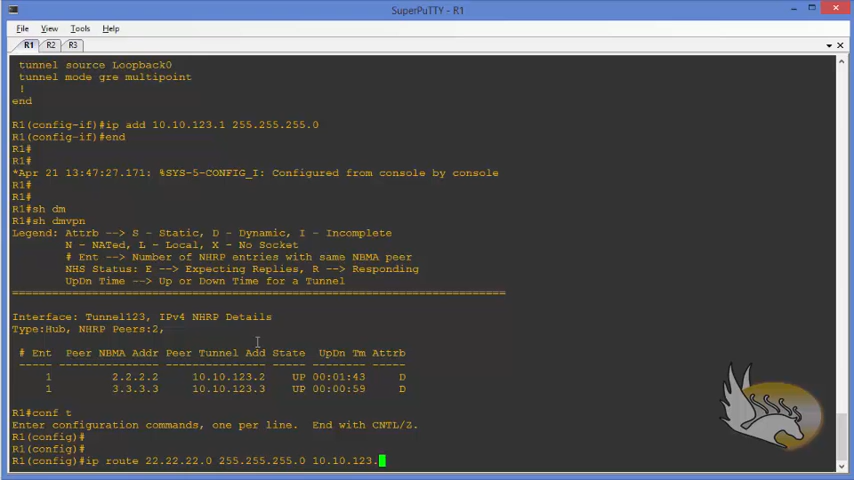 SuperPuTTY - R1
File View Tools Help
R1 R2 R3
tunnel source Loopback0
tunnel mode gre multipoint
!
end
R1(config-if)#ip add 10.10.123.1 255.255.255.0
R1(config-if)#end
R1#
R1#
*Apr 21 13:47:27.171: %SYS-5-CONFIG_I: Configured from console by console
R1#
R1#
R1#sh dm
R1#sh dmvpn
Legend: Attrb --> S - Static, D - Dynamic, I - Incomplete
N - NATed, L - Local, X - No Socket
# Ent --> Number of NHRP entries with same NBMA peer
NHS Status: E --> Expecting Replies, R --> Responding
UpDn Time --> Up or Down Time for a Tunnel
==========================================================================
Interface: Tunnel123, IPv4 NHRP Details
Type:Hub, NHRP Peers:2,
# Ent Peer NBMA Addr Peer Tunnel Add State UpDn Tm Attrb
----- --------------- --------------- ----- -------- -----
1 2.2.2.2 10.10.123.2 UP 00:01:43 D
1 3.3.3.3 10.10.123.3 UP 00:00:59 D
R1#conf t
Enter configuration commands, one per line. End with CNTL/Z.
R1(config)#
R1(config)#
R1(config)#ip route 22.22.22.0 255.255.255.0 10.10.123.